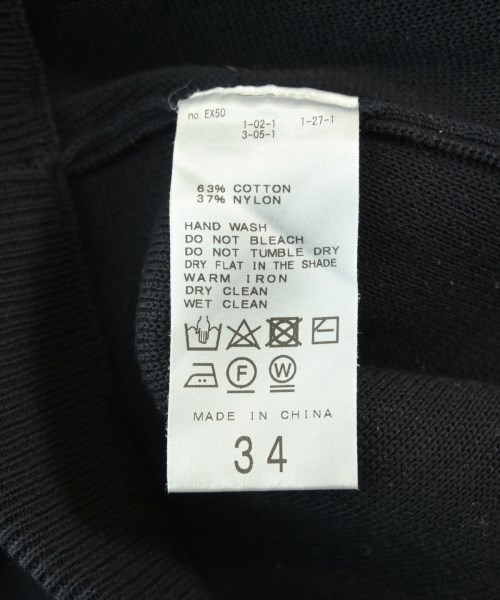 no. EX50
1-02-1 1-27-1
3-05-1
63% COTTON
37% NYLON
HAND WASH
DO NOT BLEACH
DO NOT TUMBLE DRY
DRY FLAT IN THE SHADE
WARM IRON
DRY CLEAN
WET CLEAN
F W
MADE IN CHINA
34